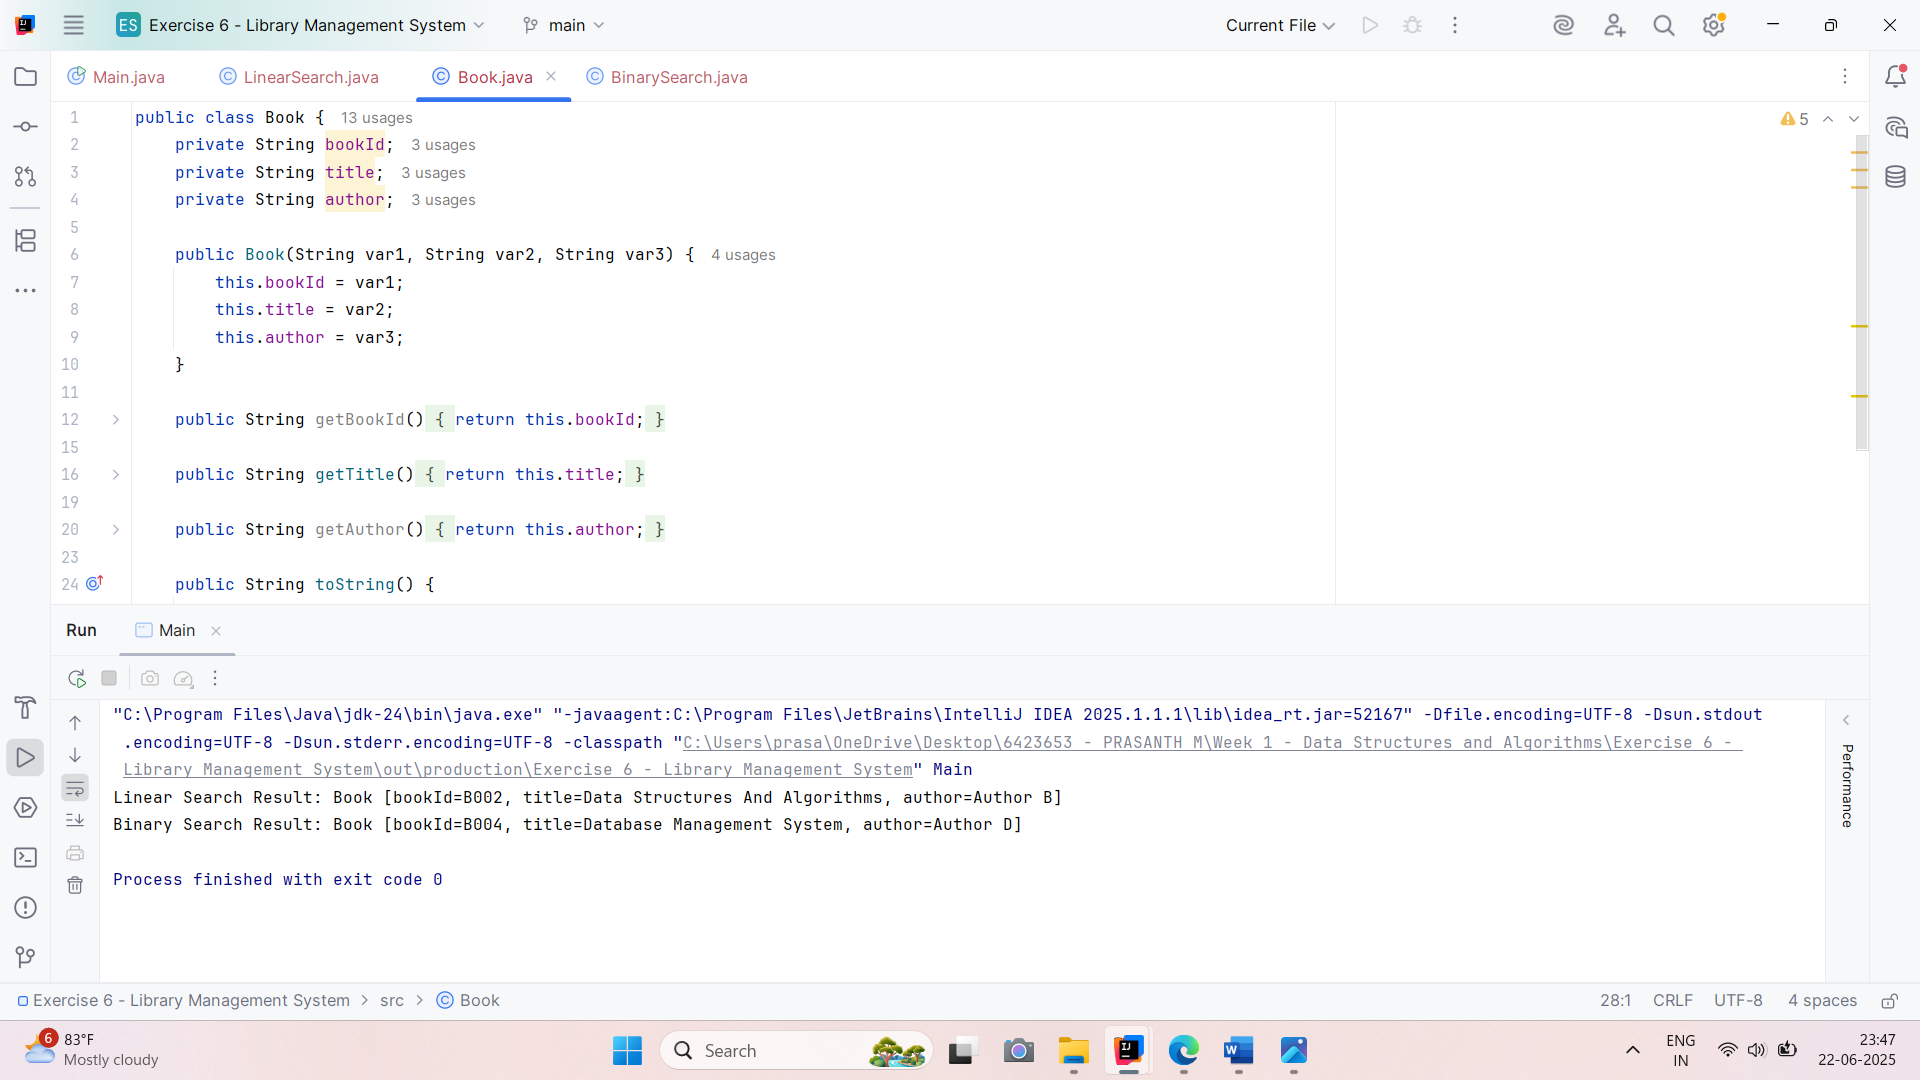 ES Exercise 6 - Library Management System main Current File
Main.java LinearSearch.java Book.java BinarySearch.java
1 public class Book { 13 usages 5
2 private String bookId; 3 usages
3 private String title; 3 usages
4 private String author; 3 usages
5
6 public Book(String var1, String var2, String var3) { 4 usages
7 this.bookId = var1;
8 this.title = var2;
9 this.author = var3;
10 }
11
12 public String getBookId() { return this.bookId; }
15
16 public String getTitle() { return this.title; }
19
20 public String getAuthor() { return this.author; }
23
24 public String toString() {
Run Main
"C:\Program Files\Java\jdk-24\bin\java.exe" "-javaagent:C:\Program Files\JetBrains\IntelliJ IDEA 2025.1.1.1\lib\idea_rt.jar=52167" -Dfile.encoding=UTF-8 -Dsun.stdout
.encoding=UTF-8 -Dsun.stderr.encoding=UTF-8 -classpath "C:\Users\prasa\OneDrive\Desktop\6423653 - PRASANTH M\Week 1 - Data Structures and Algorithms\Exercise 6 -
Library Management System\out\production\Exercise 6 - Library Management System" Main
Linear Search Result: Book [bookId=B002, title=Data Structures And Algorithms, author=Author B]
Binary Search Result: Book [bookId=B004, title=Database Management System, author=Author D]
Process finished with exit code 0
Performance
Exercise 6 - Library Management System > src > Book 28:1 CRLF UTF-8 4 spaces
6 83°F
Mostly cloudy
Search
ENG
IN
23:47
22-06-2025